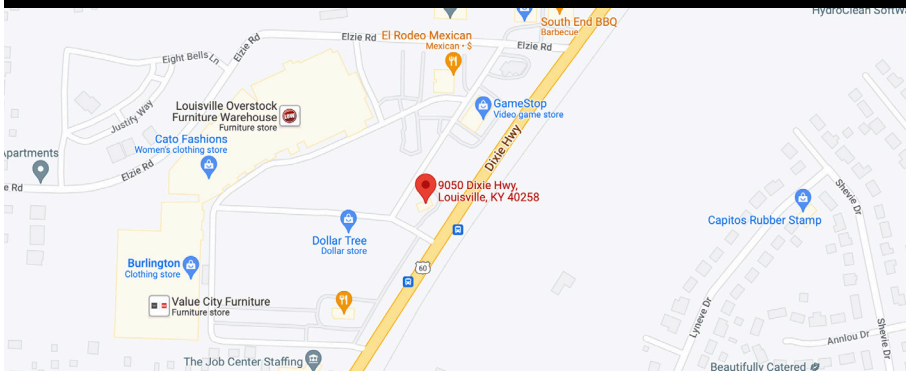 HydroClean SoftWa
South End BBQ
Barbecue
El Rodeo Mexican
Mexican • $
Elzie Rd
Elzie Rd
Elzie Rd
Eight Bells Ln
Justify Way
GameStop
Video game store
Louisville Overstock
Furniture Warehouse
Furniture store
LOW
Cato Fashions
Women's clothing store
Dixie Hwy
Apartments
Elzie Rd
e Rd
9050 Dixie Hwy,
Louisville, KY 40258
Shevie Dr
Capitos Rubber Stamp
Dollar Tree
Dollar store
Burlington
Clothing store
60
Value City Furniture
Furniture store
Lyneve Dr
Annlou Dr
Shevie Dr
The Job Center Staffing
Beautifully Catered